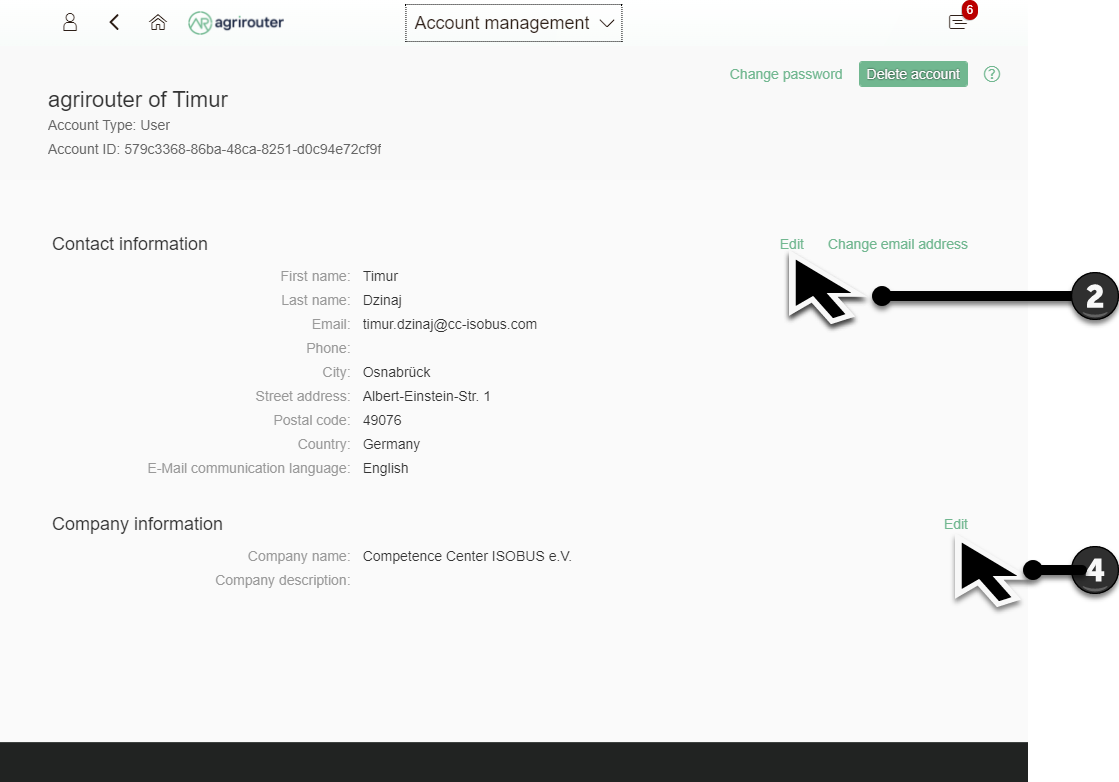 agrirouter
Account management
6
Change password
Delete account
?
agrirouter of Timur
Account Type: User
Account ID: 579c3368-86ba-48ca-8251-d0c94e72cf9f
Contact information
Edit
Change email address
First name: Timur
Last name: Dzinaj
Email: timur.dzinaj@cc-isobus.com
Phone:
City: Osnabrück
Street address: Albert-Einstein-Str. 1
Postal code: 49076
Country: Germany
E-Mail communication language: English
2
Company information
Edit
Company name: Competence Center ISOBUS e.V.
Company description:
4